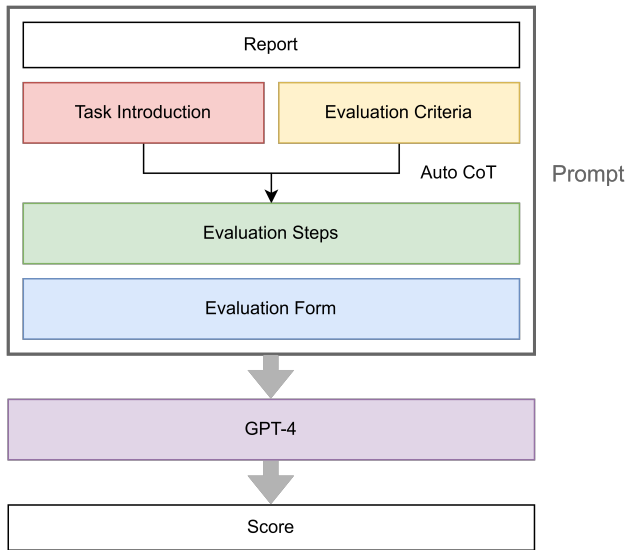 Report
Task Introduction
Evaluation Criteria
Auto CoT
Prompt
Evaluation Steps
Evaluation Form
GPT-4
Score